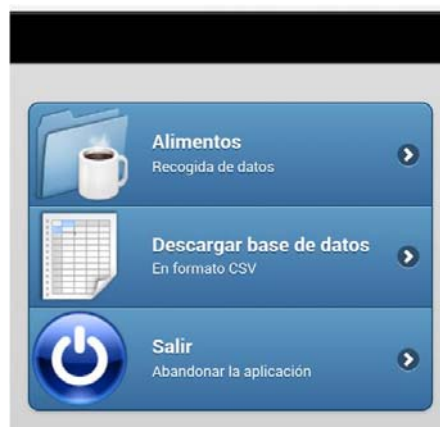 Alimentos
Recogida de datos
Descargar base de datos
En formato CSV
Salir
Abandonar la aplicación